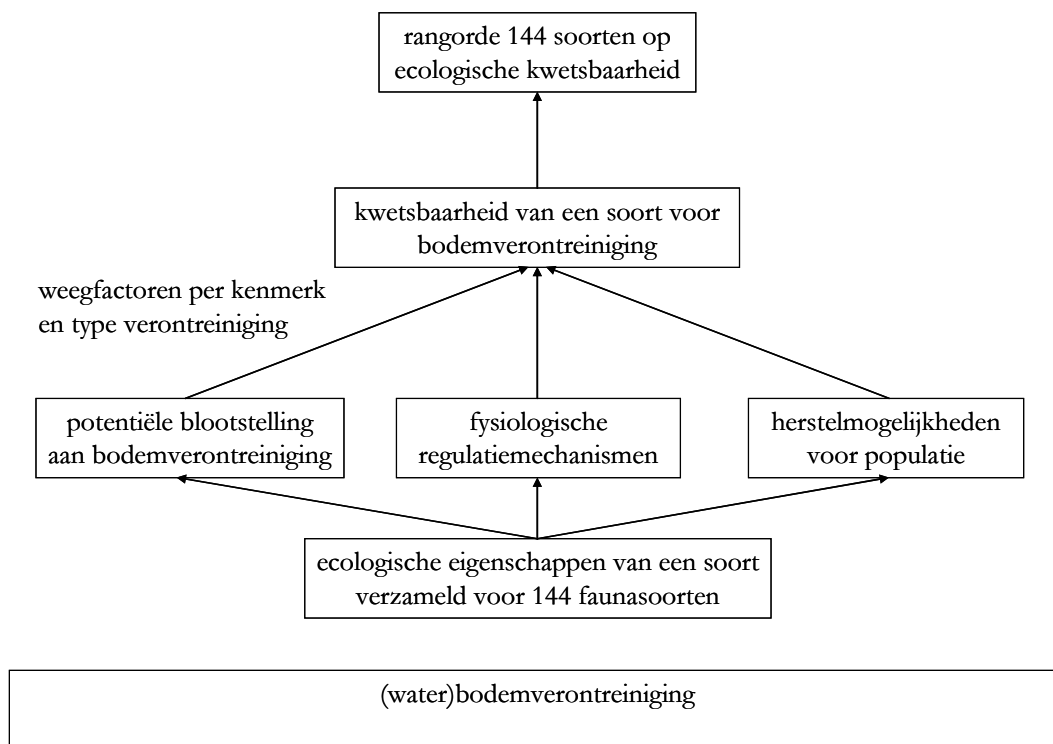 rangorde 144 soorten op
ecologische kwetsbaarheid
kwetsbaarheid van een soort voor
bodemverontreiniging
weegfactoren per kenmerk
en type verontreiniging
potentiële blootstelling
aan bodemverontreiniging
fysiologische
regulatiemechanismen
herstelmogelijkheden
voor populatie
ecologische eigenschappen van een soort
verzameld voor 144 faunasoorten
(water)bodemverontreiniging